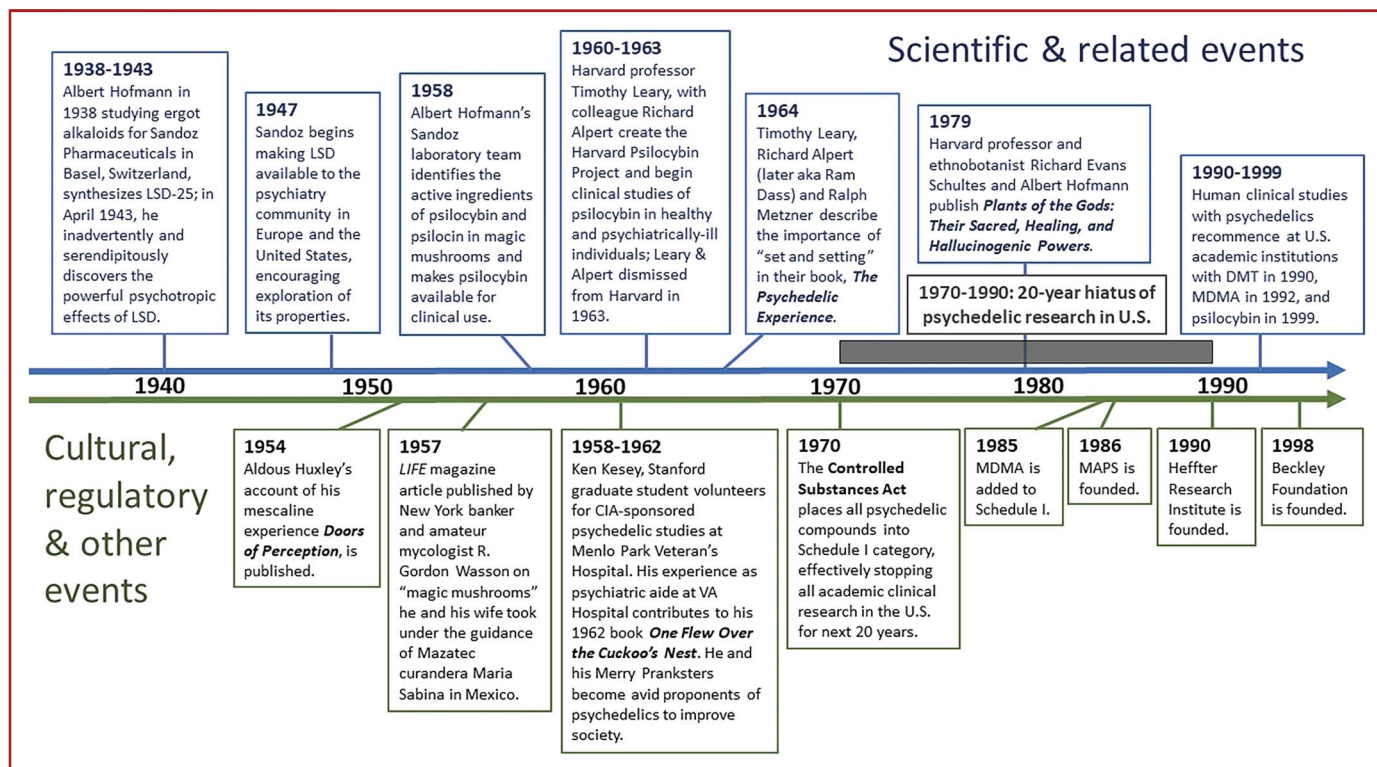 Scientific & related events
1938-1943
Albert Hofmann in
1938 studying ergot
alkaloids for Sandoz
Pharmaceuticals in
Basel, Switzerland,
synthesizes LSD-25; in
April 1943, he
inadvertently and
serendipitously
discovers the
powerful psychotropic
effects of LSD.
1947
Sandoz begins
making LSD
available to the
psychiatry
community in
Europe and the
United States,
encouraging
exploration of
its properties.
1958
Albert Hofmann’s
Sandoz
laboratory team
identifies the
active ingredients
of psilocybin and
psilocin in magic
mushrooms and
makes psilocybin
available for
clinical use.
1960-1963
Harvard professor
Timothy Leary, with
colleague Richard
Alpert create the
Harvard Psilocybin
Project and begin
clinical studies of
psilocybin in healthy
and psychiatrically-ill
individuals; Leary &
Alpert dismissed
from Harvard in
1963.
1964
Timothy Leary,
Richard Alpert
(later aka Ram
Dass) and Ralph
Metzner describe
the importance of
“set and setting”
in their book, The
Psychedelic
Experience.
1979
Harvard professor and
ethnobotanist Richard Evans
Schultes and Albert Hofmann
publish Plants of the Gods:
Their Sacred, Healing, and
Hallucinogenic Powers.
1970-1990: 20-year hiatus of
psychedelic research in U.S.
1990-1999
Human clinical studies
with psychedelics
recommence at U.S.
academic institutions
with DMT in 1990,
MDMA in 1992, and
psilocybin in 1999.
1940 1950 1960 1970 1980 1990
Cultural,
regulatory
& other
events
1954
Aldous Huxley’s
account of his
mescaline
experience Doors
of Perception, is
published.
1957
LIFE magazine
article published by
New York banker
and amateur
mycologist R.
Gordon Wasson on
“magic mushrooms”
he and his wife took
under the guidance
of Mazatec
curandera Maria
Sabina in Mexico.
1958-1962
Ken Kesey, Stanford
graduate student volunteers
for CIA-sponsored
psychedelic studies at
Menlo Park Veteran’s
Hospital. His experience as
psychiatric aide at VA
Hospital contributes to his
1962 book One Flew Over
the Cuckoo’s Nest. He and
his Merry Pranksters
become avid proponents of
psychedelics to improve
society.
1970
The Controlled
Substances Act
places all psychedelic
compounds into
Schedule I category,
effectively stopping
all academic clinical
research in the U.S.
for next 20 years.
1985
MDMA is
added to
Schedule I.
1986
MAPS is
founded.
1990
Heffter
Research
Institute is
founded.
1998
Beckley
Foundation
is founded.